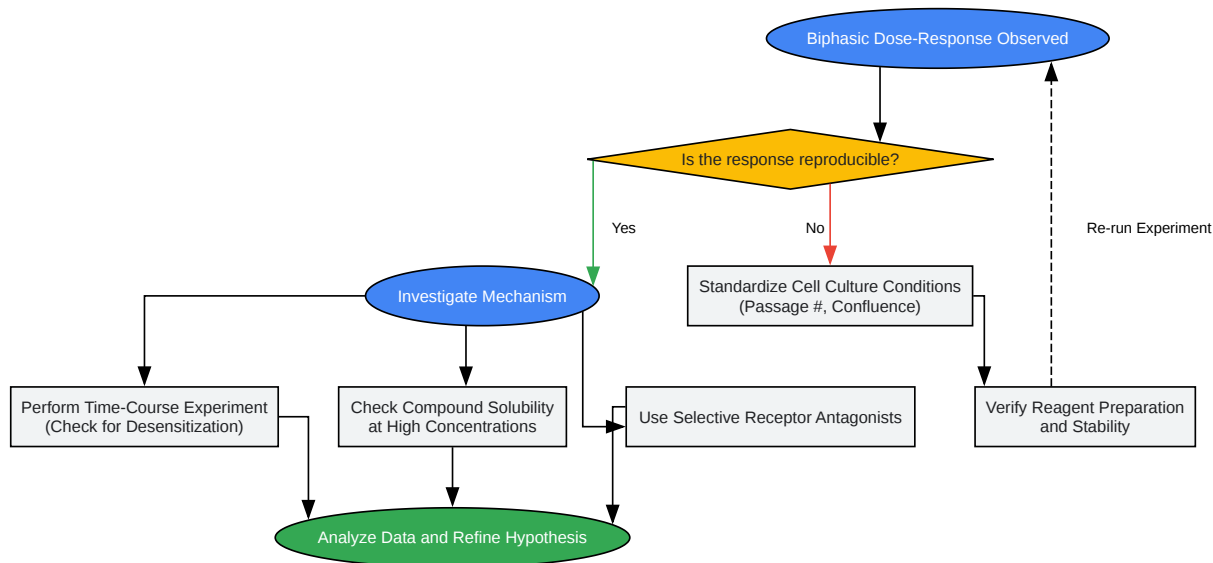 Biphasic Dose-Response Observed
Is the response reproducible?
Yes
No
Re-run Experiment
Investigate Mechanism
Standardize Cell Culture Conditions
(Passage #, Confluence)
Perform Time-Course Experiment
(Check for Desensitization)
Check Compound Solubility
at High Concentrations
Use Selective Receptor Antagonists
Verify Reagent Preparation
and Stability
Analyze Data and Refine Hypothesis